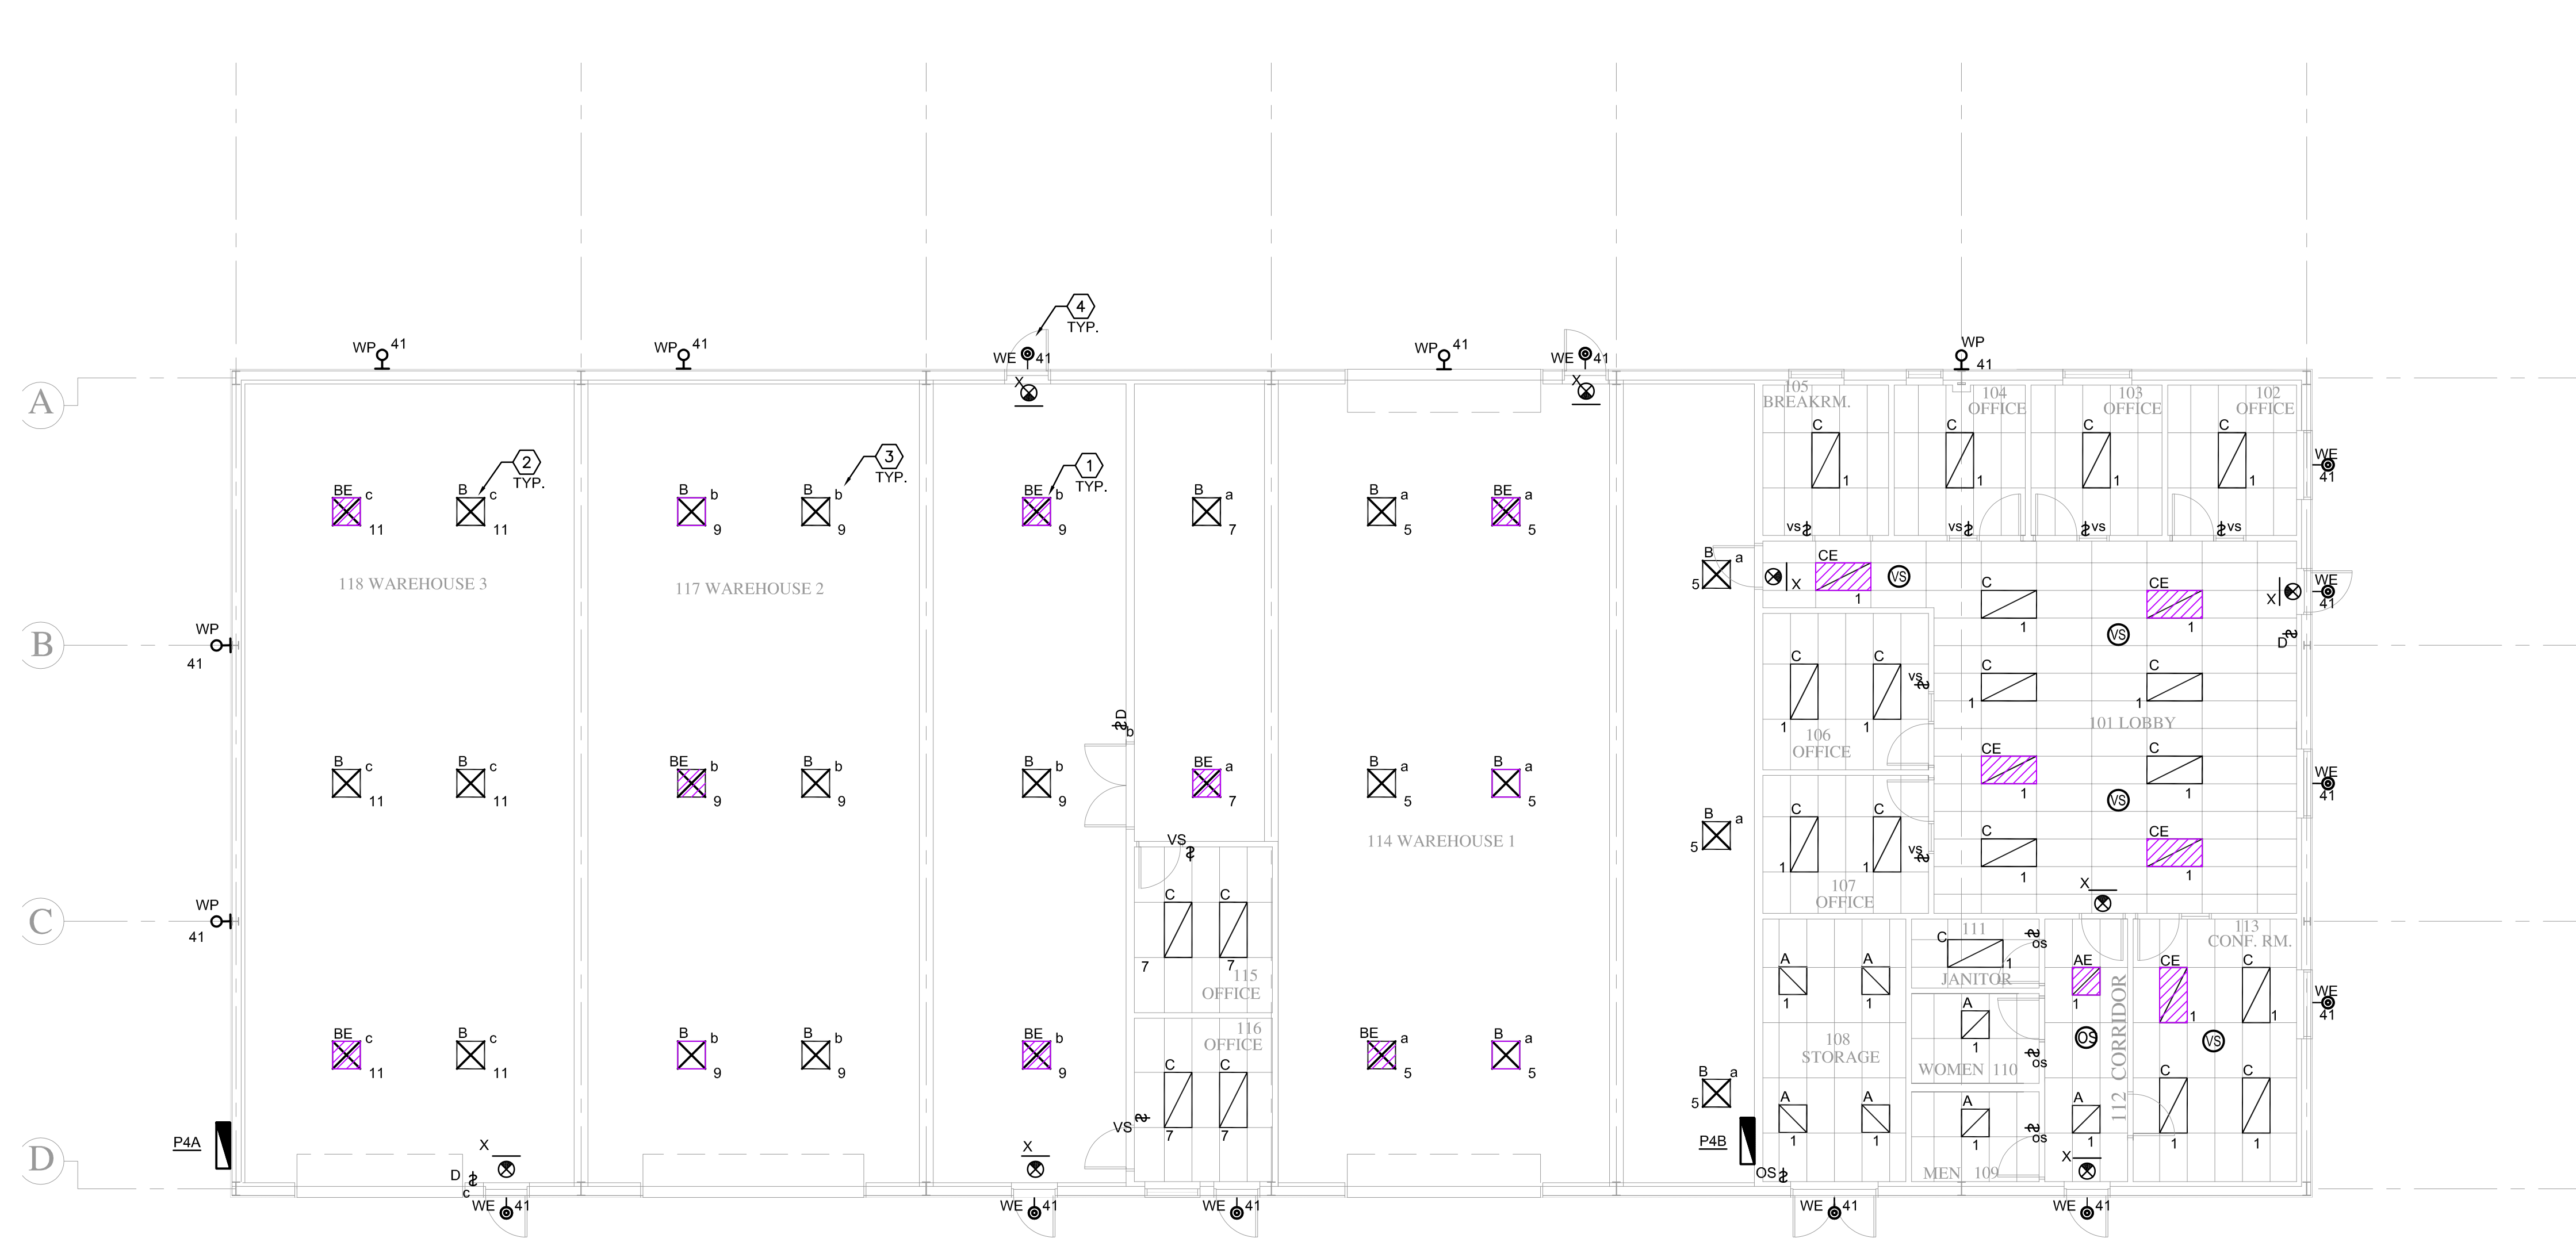 4
TYP.
WP 41
WP 41
WE 41
WP 41
WE 41
WP
41
A
X
X
105
BREAKRM.
104
OFFICE
103
OFFICE
102
OFFICE
C
1
C
1
C
1
C
1
WE
41
2
TYP.
3
TYP.
1
TYP.
BE c
11
B c
11
B b
9
B b
9
BE b
9
B a
7
B a
5
BE a
5
vs
vs
vs
vs
118 WAREHOUSE 3
117 WAREHOUSE 2
B a
5
X
CE
1
VS
C
1
CE
1
X
WE
41
VS
D
B
WP
41
C
1
C
1
vs
C
1
C
1
101 LOBBY
D
b
106
OFFICE
BE b
9
B c
11
B c
11
B b
9
B b
9
BE a
7
B a
5
B a
5
CE
1
C
1
VS
WE
41
114 WAREHOUSE 1
B a
5
VS
C
1
C
1
vs
107
OFFICE
C
1
CE
1
X
C
WP
41
C
7
C
7
115
OFFICE
111
C
1
JANITOR
os
113
CONF. RM.
A
1
A
1
AE
1
CE
1
C
1
WE
41
A
1
WOMEN 110
os
OS
VS
112 CORRIDOR
116
OFFICE
108
STORAGE
BE c
11
B c
11
B b
9
B b
9
BE b
9
C
7
C
7
VS
BE a
5
B a
5
B a
5
A
1
A
1
A
1
os
MEN 109
A
1
C
1
C
1
D
P4A
P4B
X
X
X
D
c
OS
WE 41
WE 41
WE 41
WE 41
WE 41